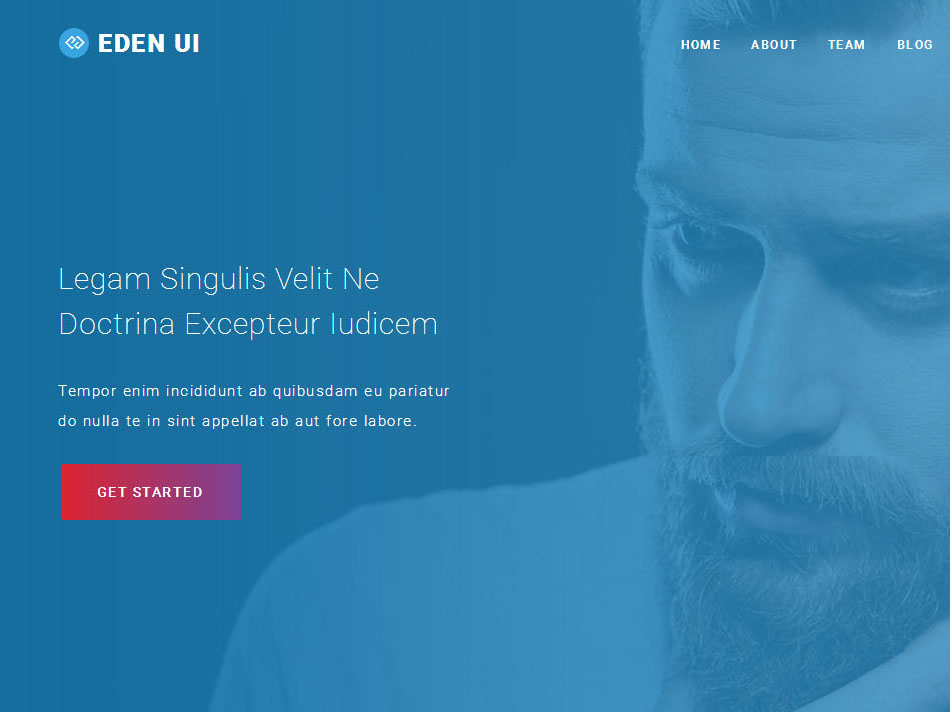 EDEN UI
HOME ABOUT TEAM BLOG
Legam Singulis Velit Ne
Doctrina Excepteur Iudicem
Tempor enim incididunt ab quibusdam eu pariatur
do nulla te in sint appellat ab aut fore labore.
GET STARTED